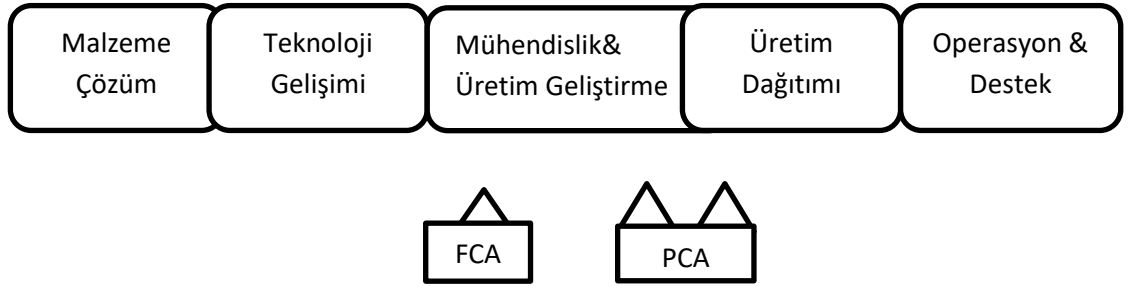 Malzeme
Çözüm
Teknoloji
Gelişimi
Mühendislik&
Üretim Geliştirme
Üretim
Dağıtımı
Operasyon &
Destek
FCA
PCA